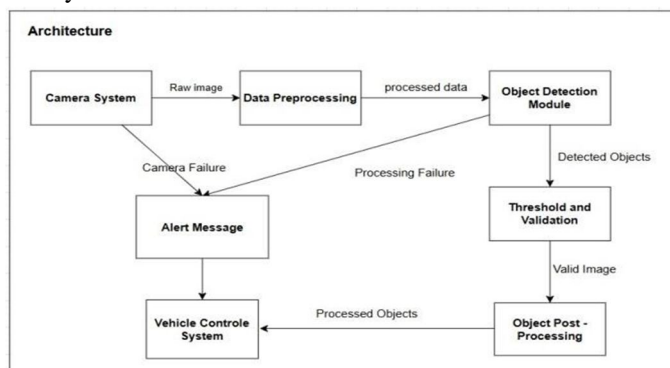 Architecture
Camera System
Raw image
Data Preprocessing
processed data
Object Detection
Module
Camera Failure
Processing Failure
Detected Objects
Alert Message
Threshold and
Validation
Valid Image
Vehicle Controle
System
Processed Objects
Object Post -
Processing